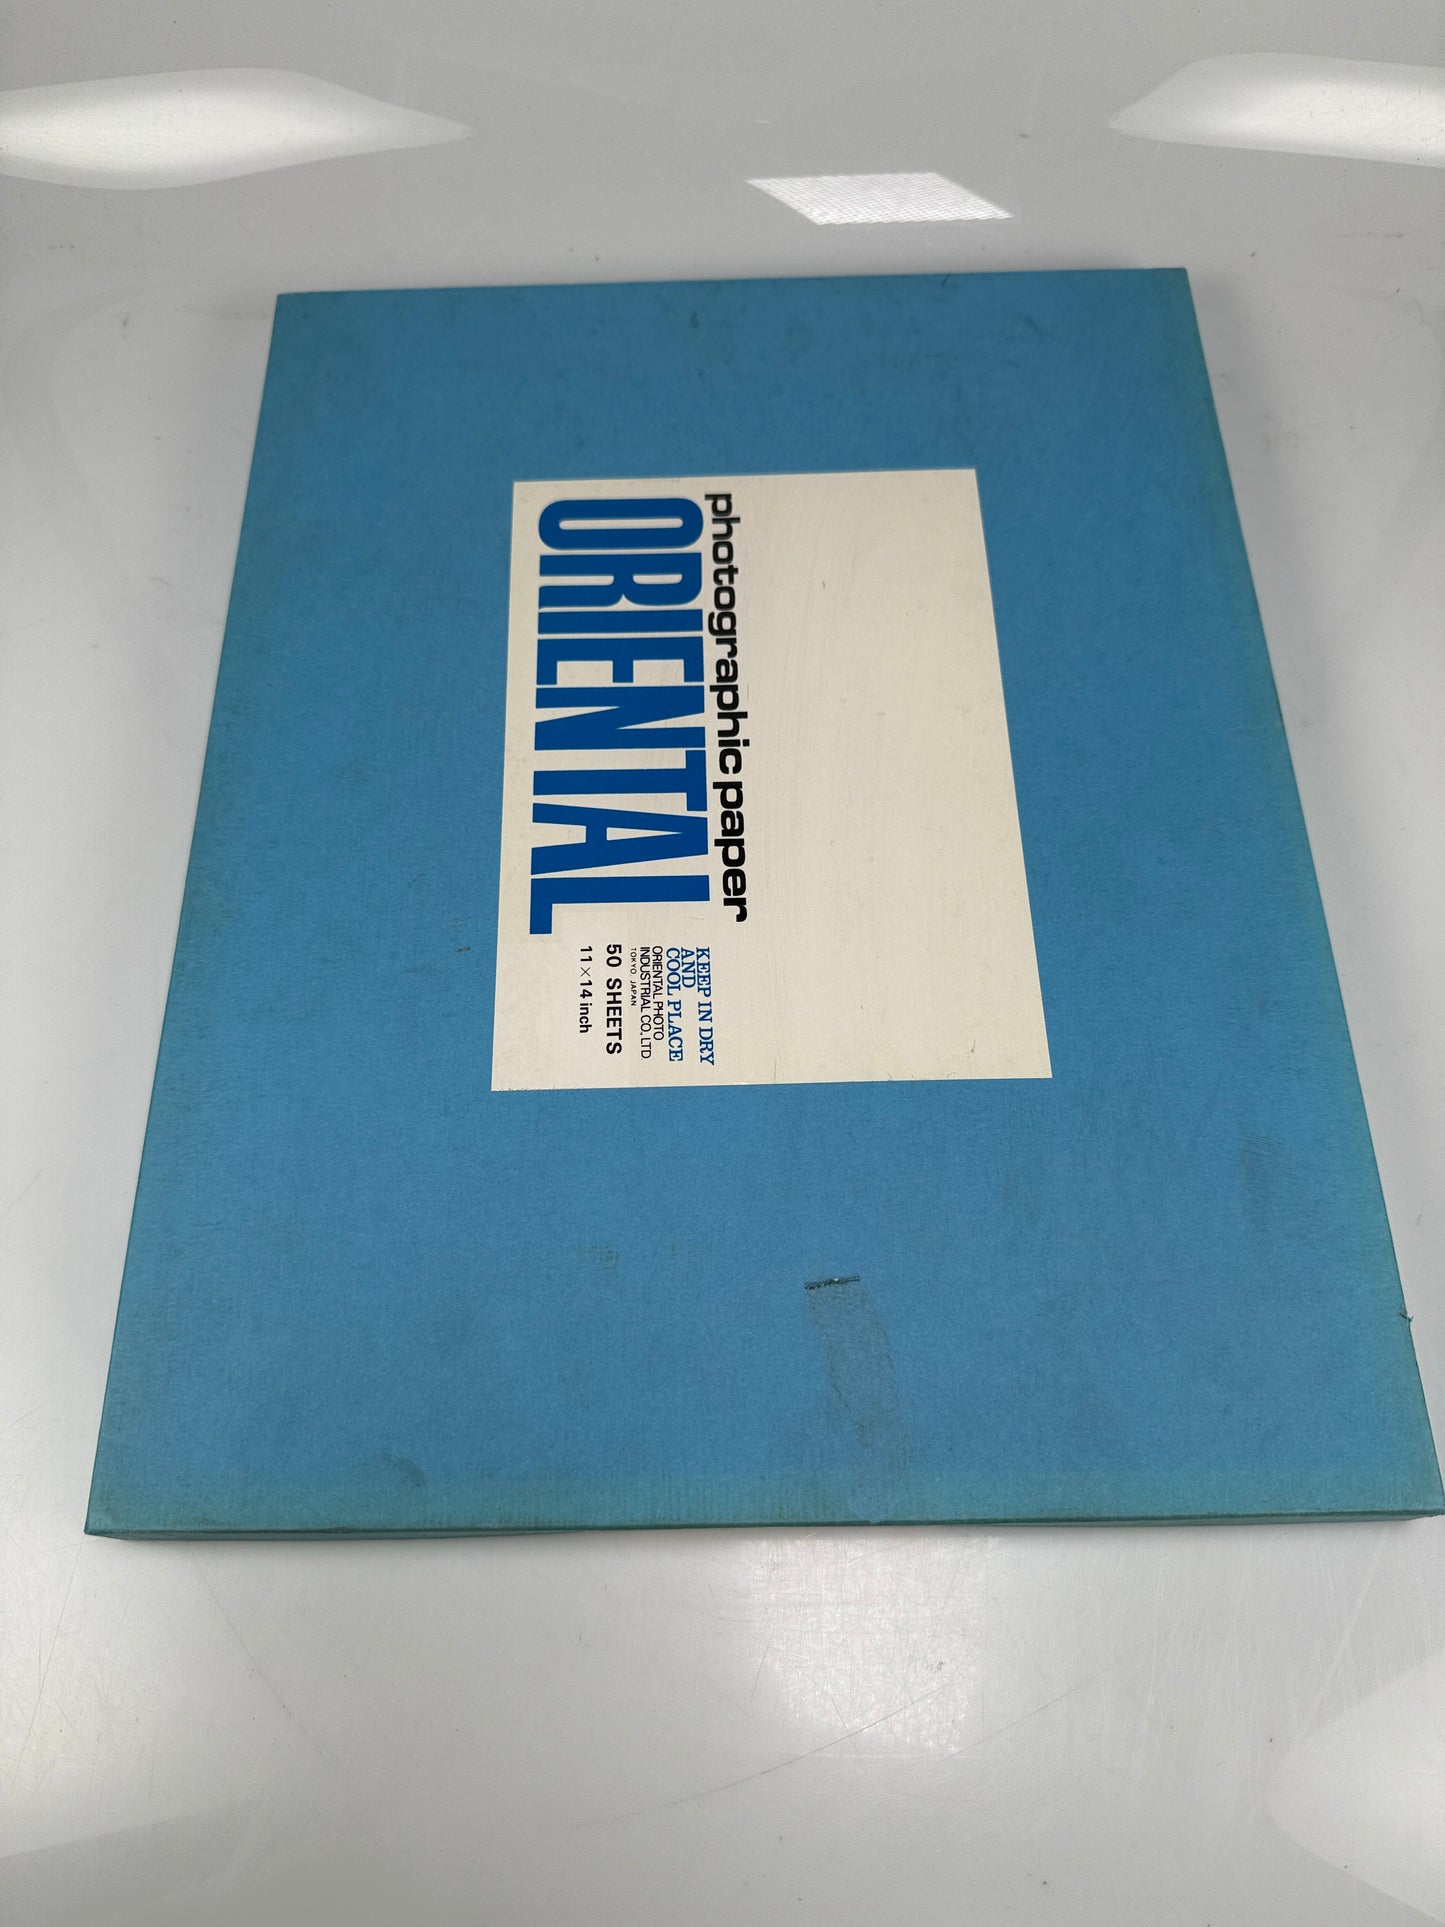 photographic paper
ORIENTAL
KEEP IN DRY
AND
COOL PLACE
ORIENTAL PHOTO
INDUSTRIAL CO., LTD.
TOKYO, JAPAN
50 SHEETS
11×14 inch